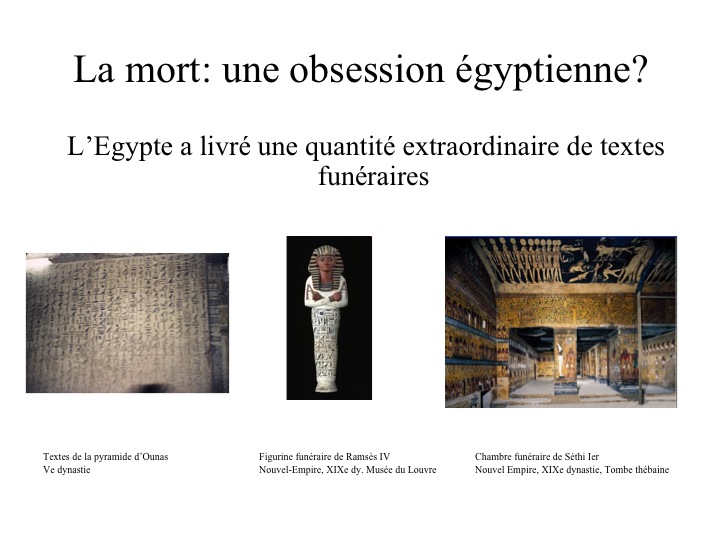 La mort: une obsession égyptienne?
L’Egypte a livré une quantité extraordinaire de textes
funéraires
Textes de la pyramide d’Ounas
Ve dynastie
Figurine funéraire de Ramsès IV
Nouvel-Empire, XIXe dy. Musée du Louvre
Chambre funéraire de Séthi Ier
Nouvel Empire, XIXe dynastie, Tombe thébaine